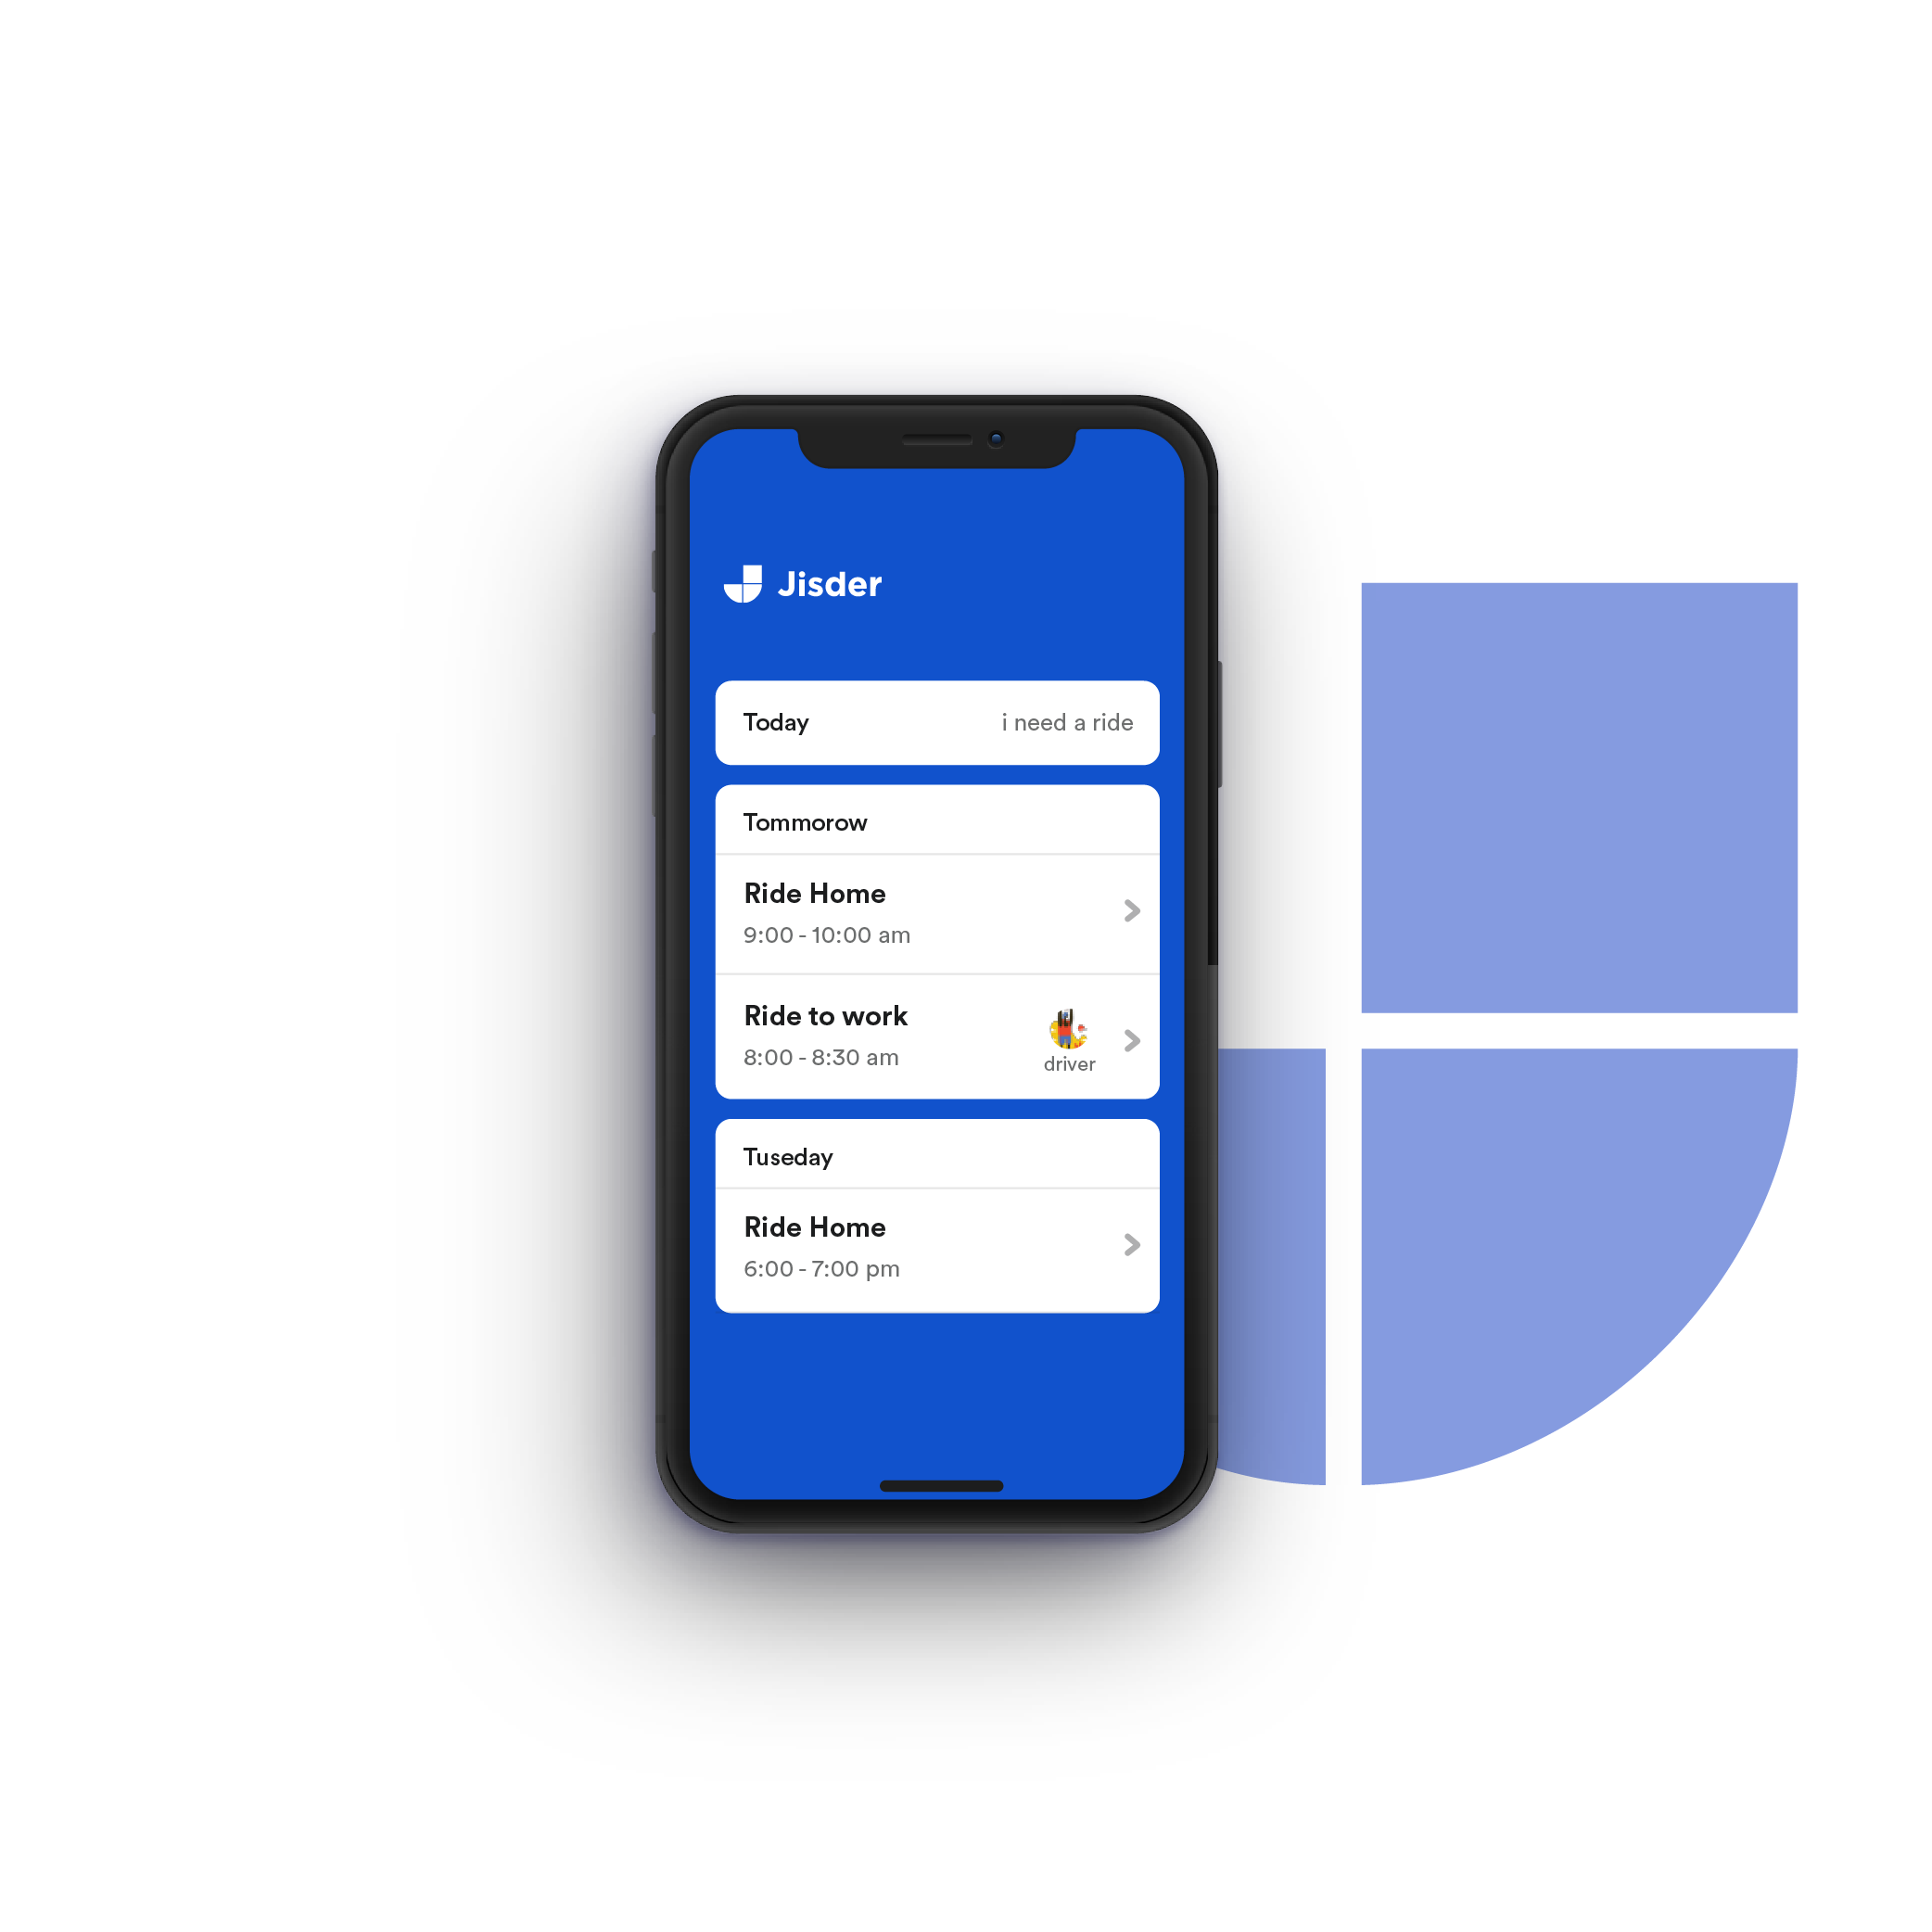 Jisder
Today i need a ride
Tommorow
Ride Home
9:00 - 10:00 am
Ride to work
8:00 - 8:30 am
driver
Tuseday
Ride Home
6:00 - 7:00 pm